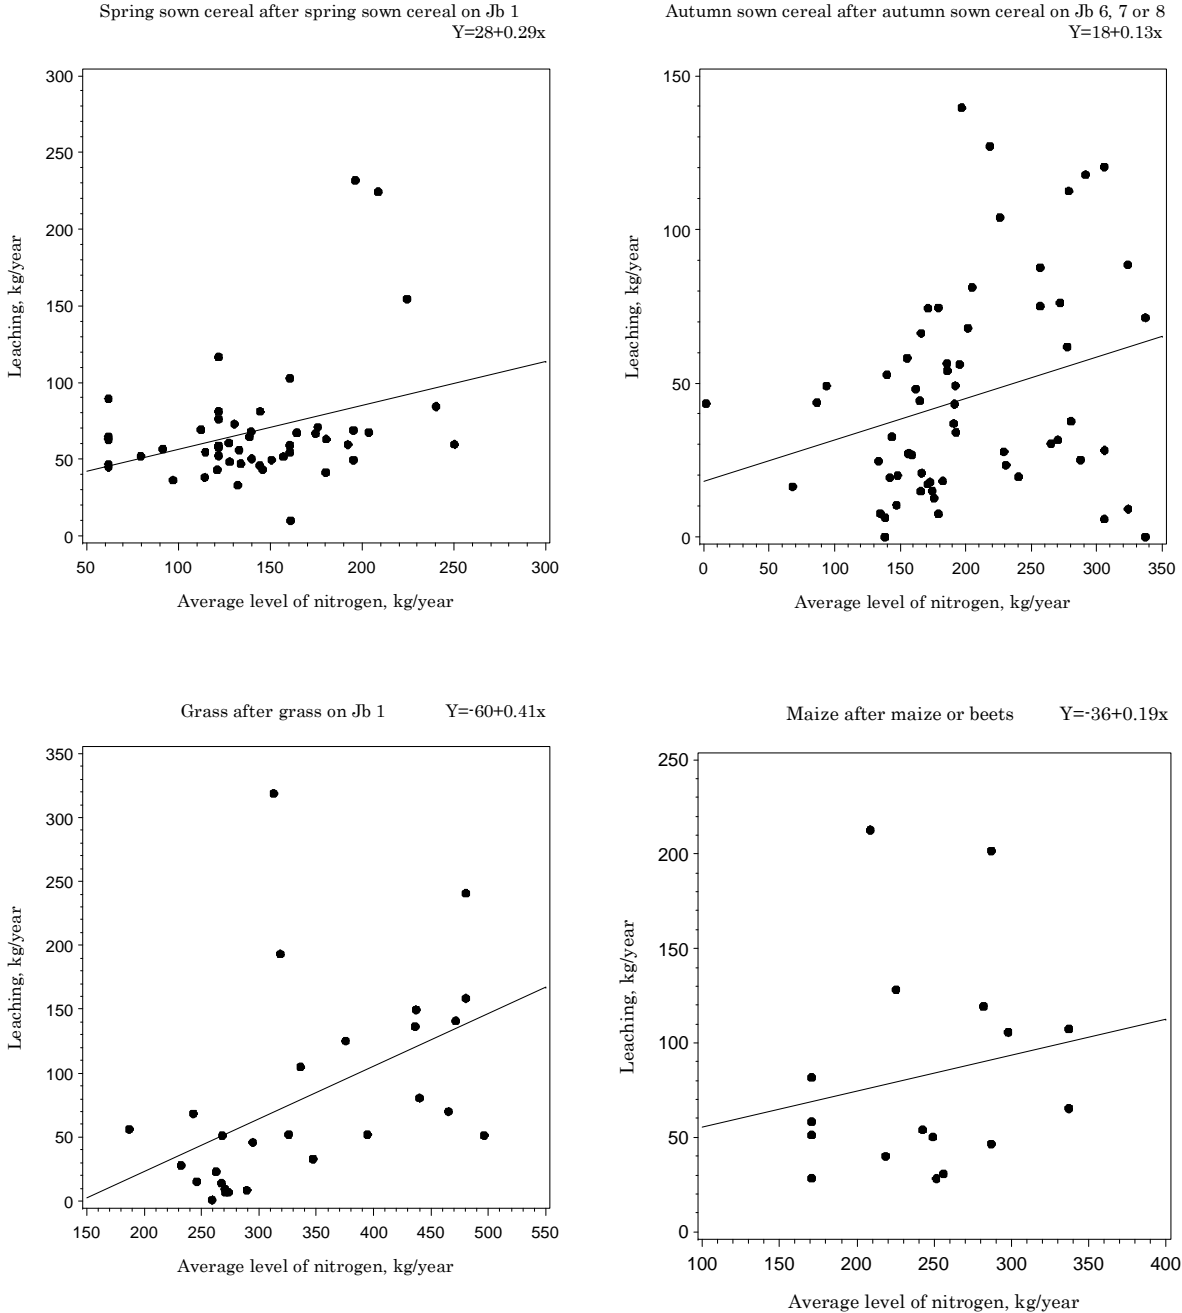 Spring sown cereal after spring sown cereal on Jb 1
Y=28+0.29x
300
250
200
150
100
50
0
Leaching, kg/year
50 100 150 200 250 300
Average level of nitrogen, kg/year
Autumn sown cereal after autumn sown cereal on Jb 6, 7 or 8
Y=18+0.13x
150
100
50
0
Leaching, kg/year
0 50 100 150 200 250 300 350
Average level of nitrogen, kg/year
Grass after grass on Jb 1 Y=-60+0.41x
350
300
250
200
150
100
50
0
Leaching, kg/year
150 200 250 300 350 400 450 500 550
Average level of nitrogen, kg/year
Maize after maize or beets Y=-36+0.19x
250
200
150
100
50
0
Leaching, kg/year
100 150 200 250 300 350 400
Average level of nitrogen, kg/year